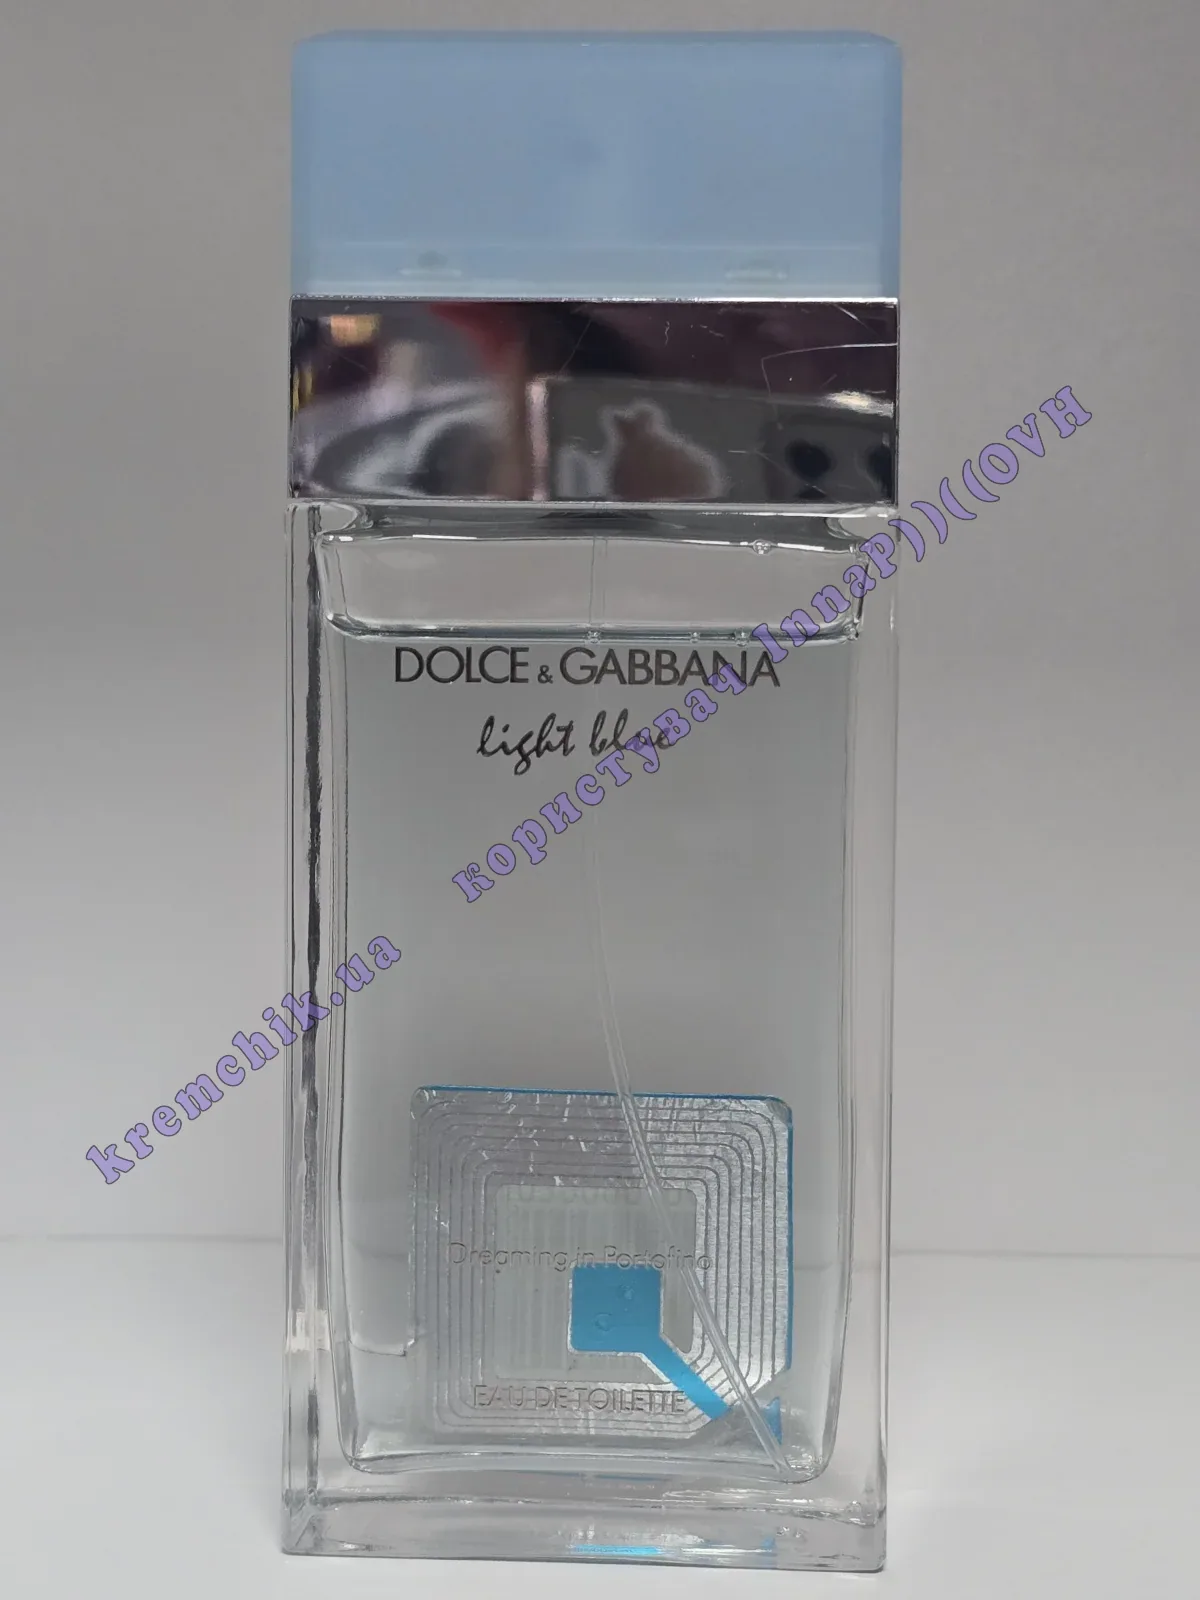 DOLCE & GABBANA
light blue
Dreaming in Portofino
EAU DE TOILETTE
kremchik.ua користувач InnaP))((OVH